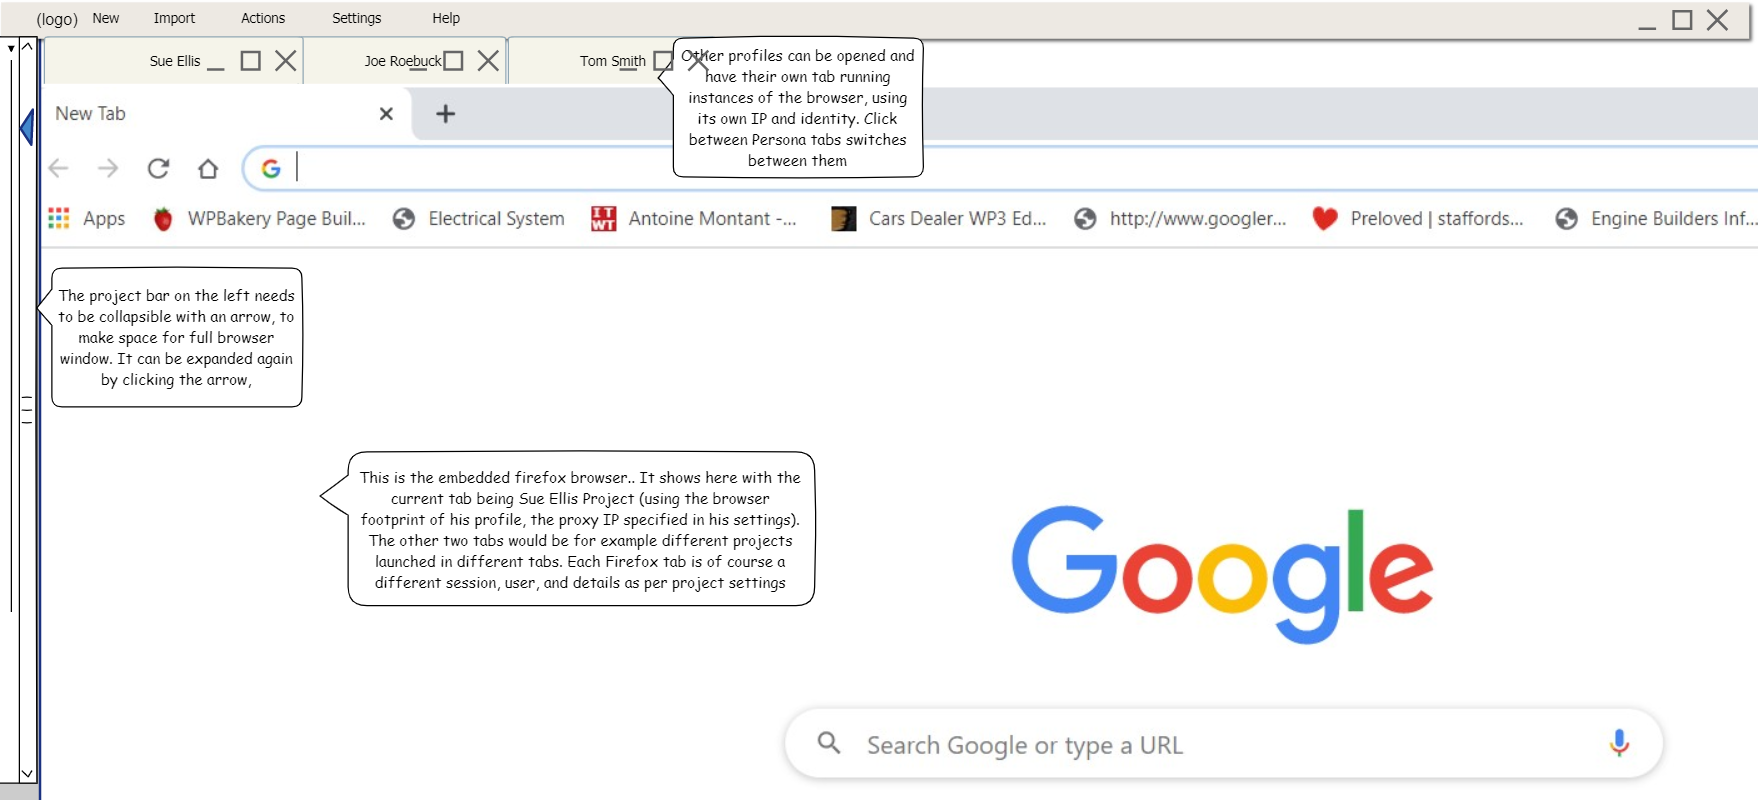 (logo) New Import Actions Settings Help
Sue Ellis
Joe Roebuck
Tom Smith
Other profiles can be opened and
have their own tab running
instances of the browser, using
its own IP and identity. Click
between Persona tabs switches
between them
New Tab
G
Apps WPBakery Page Buil... Electrical System IT WT Antoine Montant -... Cars Dealer WP3 Ed... http://www.googler... Preloved | staffords... Engine Builders Inf...
The project bar on the left needs
to be collapsible with an arrow, to
make space for full browser
window. It can be expanded again
by clicking the arrow,
This is the embedded firefox browser.. It shows here with the
current tab being Sue Ellis Project (using the browser
footprint of his profile, the proxy IP specified in his settings).
The other two tabs would be for example different projects
launched in different tabs. Each Firefox tab is of course a
different session, user, and details as per project settings
Google
Search Google or type a URL